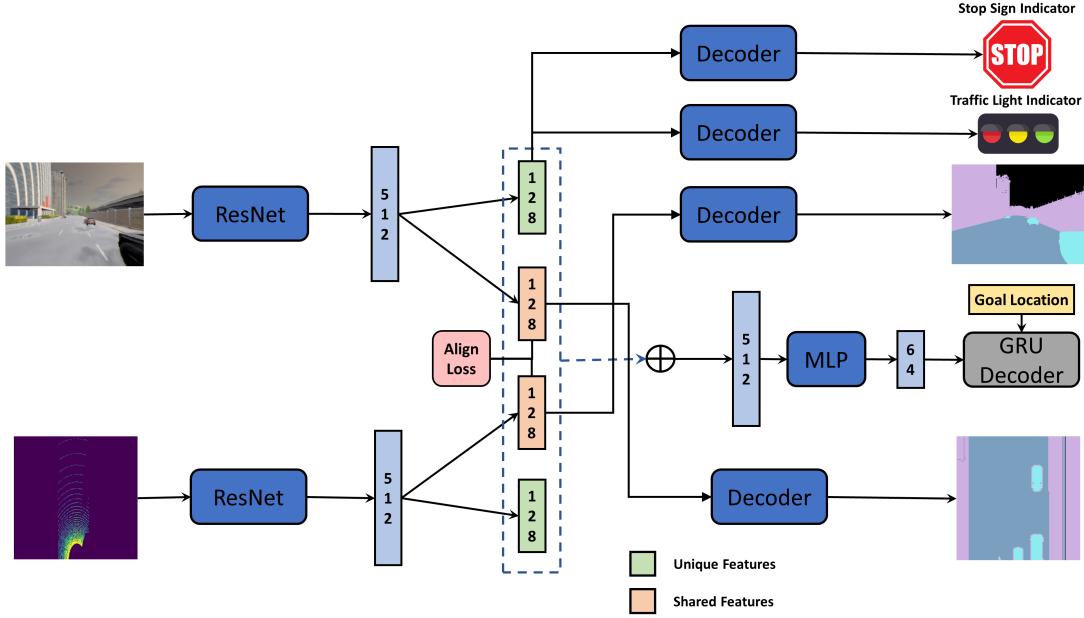 Stop Sign Indicator
Decoder
STOP
Traffic Light Indicator
Decoder
ResNet
5
1
2
1
2
8
Decoder
1
2
8
Align
Loss
5
1
2
MLP
6
4
Goal Location
GRU
Decoder
1
2
8
ResNet
5
1
2
1
2
8
Decoder
Unique Features
Shared Features